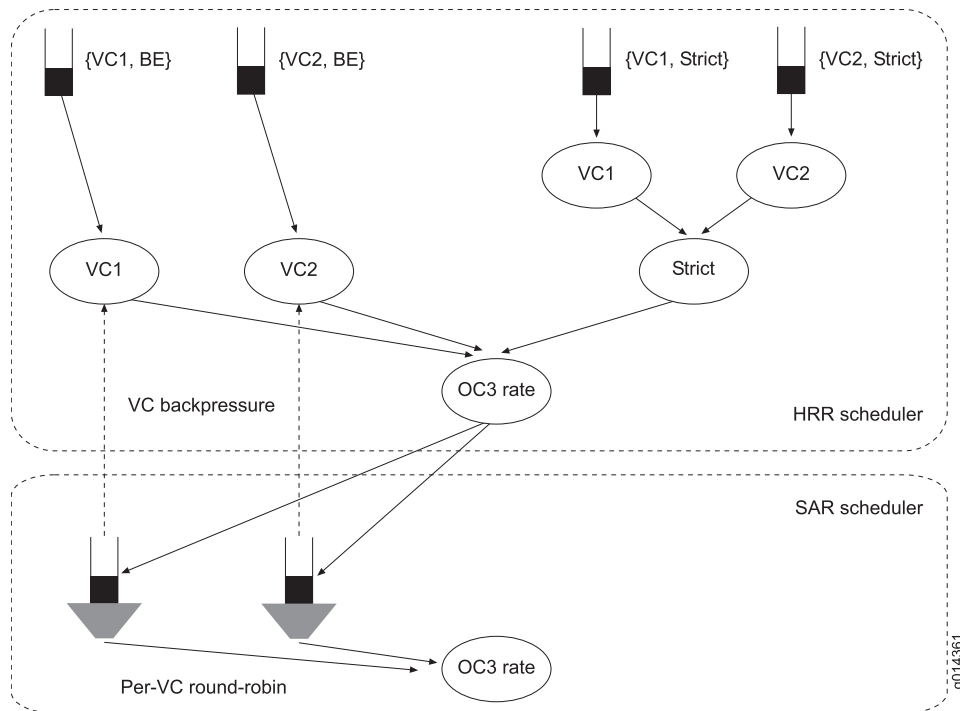 {VC1, BE}
{VC2, BE}
{VC1, Strict}
{VC2, Strict}
VC1
VC2
VC1
VC2
Strict
OC3 rate
VC backpressure
HRR scheduler
SAR scheduler
OC3 rate
Per-VC round-robin
g014361